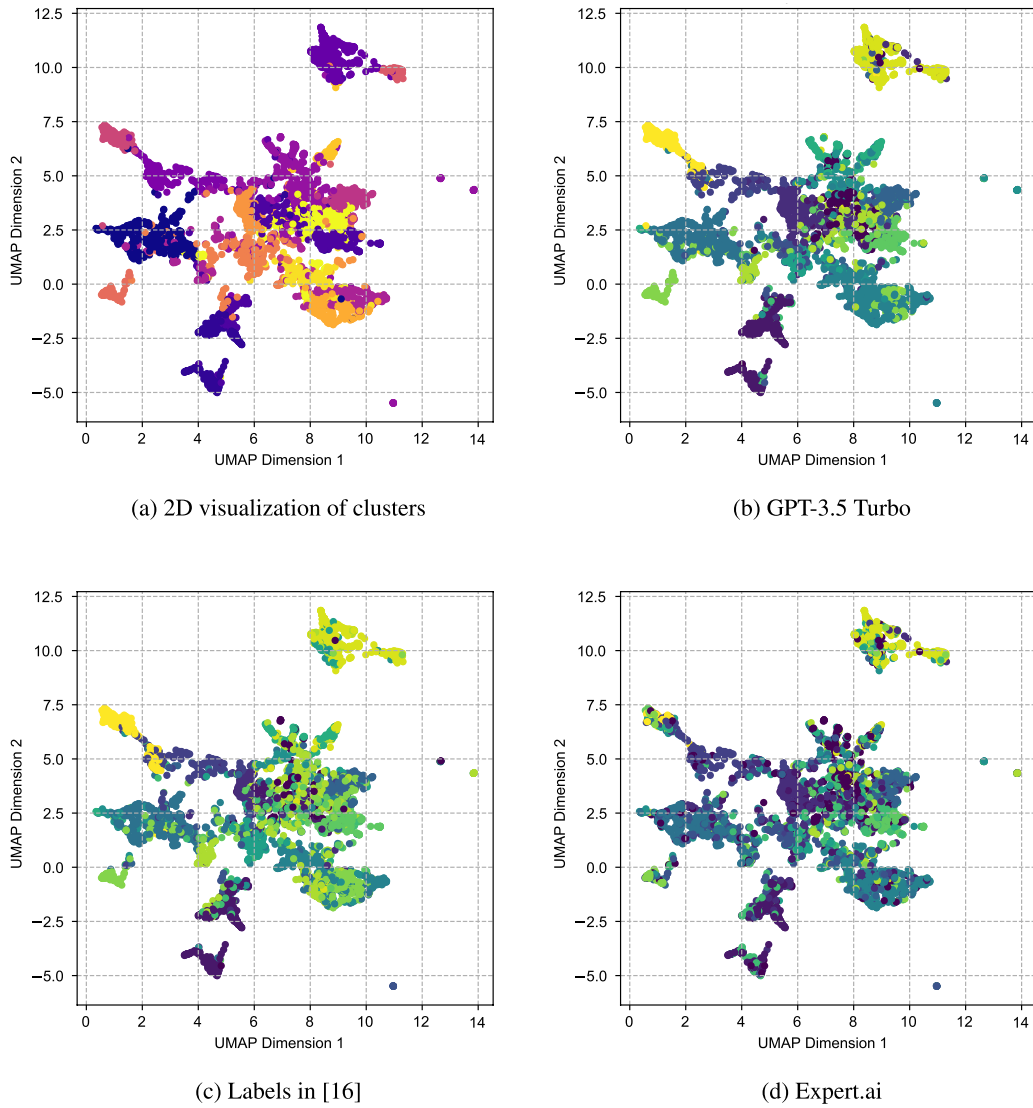 12.5
10.0
7.5
5.0
2.5
0.0
−2.5
−5.0
UMAP Dimension 2
0 2 4 6 8 10 12 14
UMAP Dimension 1
(a) 2D visualization of clusters
12.5
10.0
7.5
5.0
2.5
0.0
−2.5
−5.0
UMAP Dimension 2
0 2 4 6 8 10 12 14
UMAP Dimension 1
(b) GPT-3.5 Turbo
12.5
10.0
7.5
5.0
2.5
0.0
−2.5
−5.0
UMAP Dimension 2
0 2 4 6 8 10 12 14
UMAP Dimension 1
(c) Labels in [16]
12.5
10.0
7.5
5.0
2.5
0.0
−2.5
−5.0
UMAP Dimension 2
0 2 4 6 8 10 12 14
UMAP Dimension 1
(d) Expert.ai